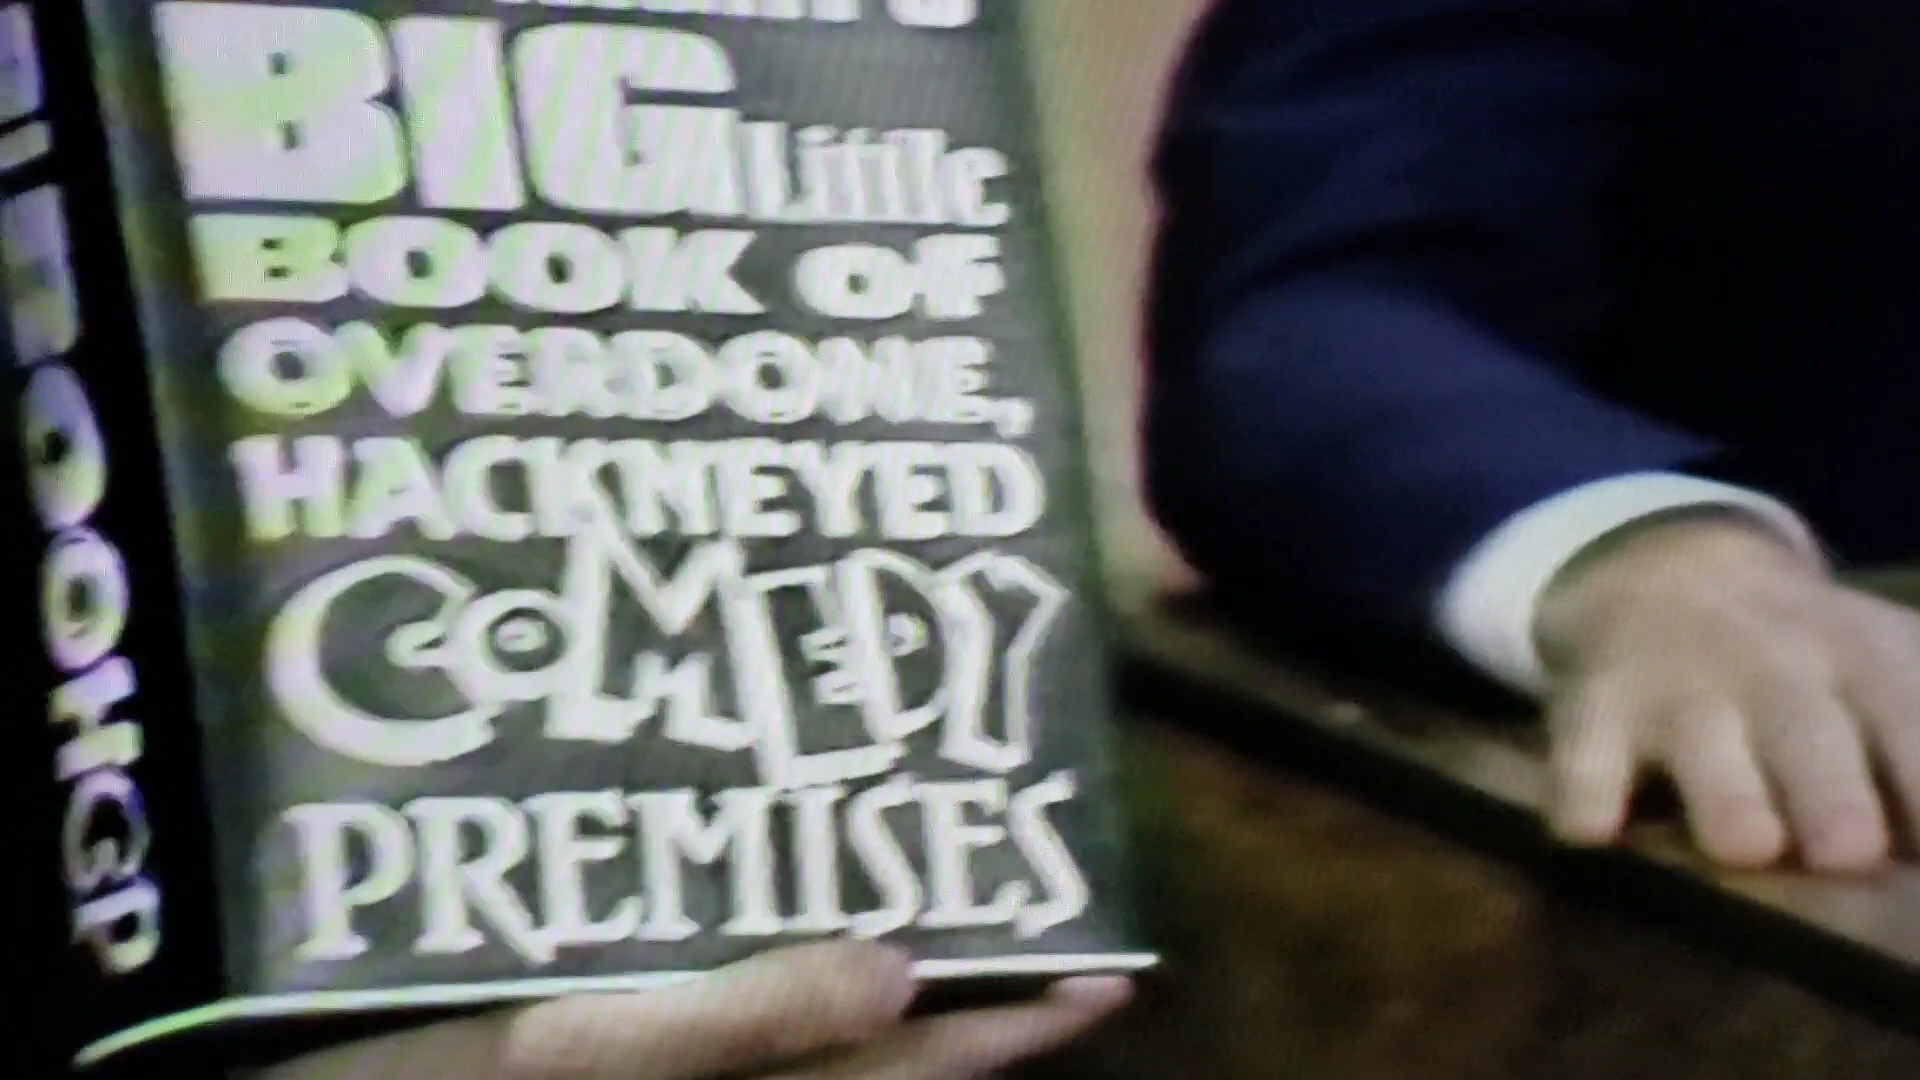 BIG Little
BOOK of
OVERDONE,
HACKNEYED
COMEDY
PREMISES